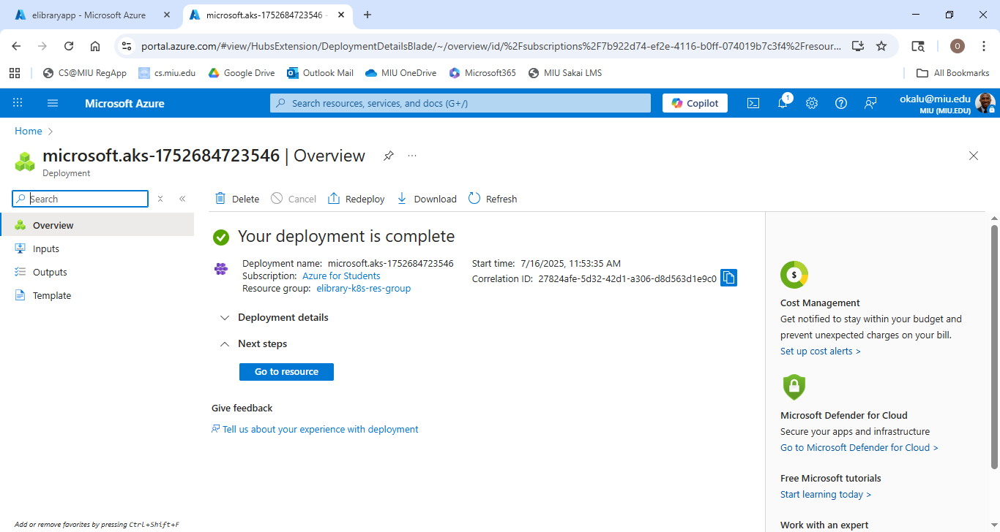 elibraryapp - Microsoft Azure
microsoft.aks-1752684723546 -
portal.azure.com/#view/HubsExtension/DeploymentDetailsBlade/~/overview/id/%2Fsubscriptions%2F7b922d74-ef2e-4116-b0ff-074019b7c3f4%2Fresour...
O
CS@MIU RegApp
cs.miu.edu
Google Drive
Outlook Mail
MIU OneDrive
Microsoft365
MIU Sakai LMS
All Bookmarks
Microsoft Azure
Search resources, services, and docs (G+/)
Copilot
1
okalu@miu.edu
MIU (MIU.EDU)
Home
microsoft.aks-1752684723546 | Overview
Deployment
Search
Delete
Cancel
Redeploy
Download
Refresh
Overview
Inputs
Outputs
Template
Your deployment is complete
Deployment name: microsoft.aks-1752684723546
Subscription: Azure for Students
Resource group: elibrary-k8s-res-group
Start time: 7/16/2025, 11:53:35 AM
Correlation ID: 27824afe-5d32-42d1-a306-d8d563d1e9c0
Deployment details
Next steps
Go to resource
Give feedback
Tell us about your experience with deployment
Cost Management
Get notified to stay within your budget and
prevent unexpected charges on your bill.
Set up cost alerts >
Microsoft Defender for Cloud
Secure your apps and infrastructure
Go to Microsoft Defender for Cloud >
Free Microsoft tutorials
Start learning today >
Work with an expert
Add or remove favorites by pressing Ctrl+Shift+F